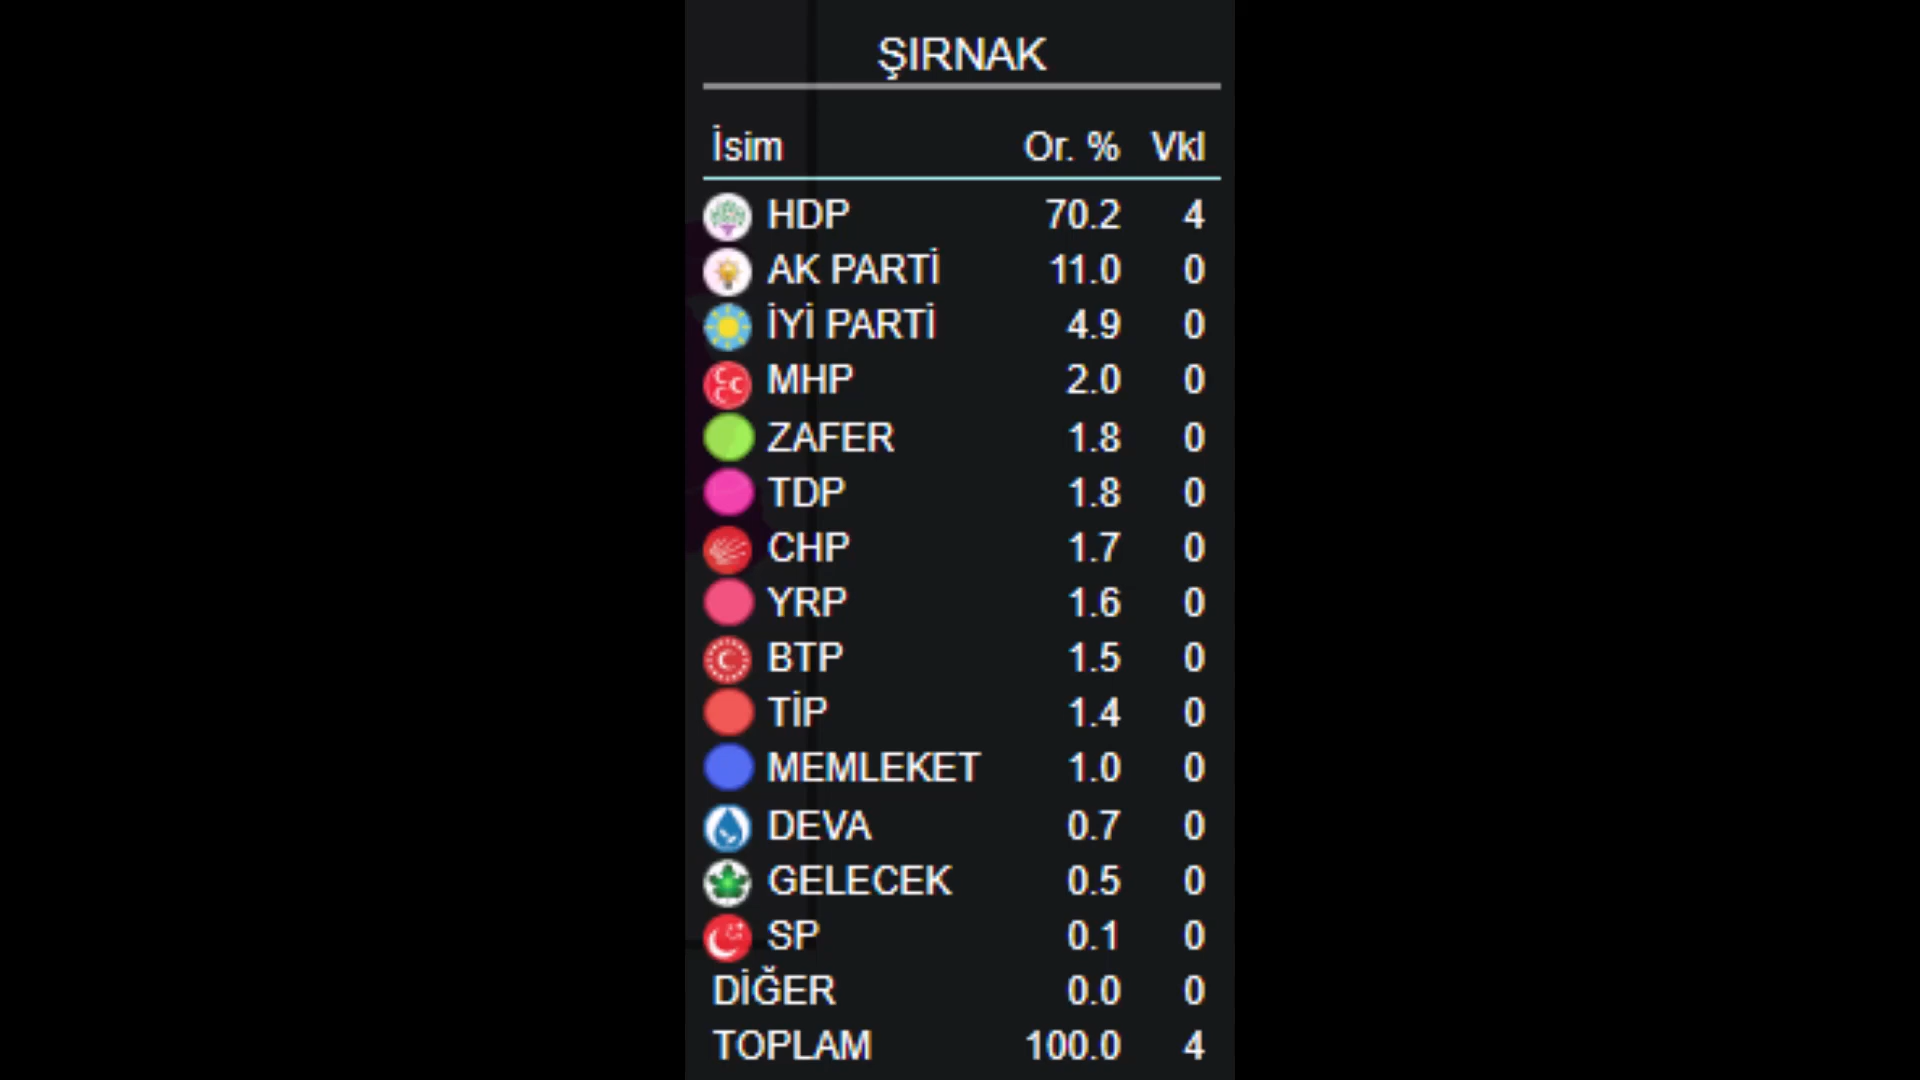 ŞIRNAK
İsim Or. % Vkl
HDP 70.2 4
AK PARTİ 11.0 0
İYİ PARTİ 4.9 0
MHP 2.0 0
ZAFER 1.8 0
TDP 1.8 0
CHP 1.7 0
YRP 1.6 0
BTP 1.5 0
TİP 1.4 0
MEMLEKET 1.0 0
DEVA 0.7 0
GELECEK 0.5 0
SP 0.1 0
DİĞER 0.0 0
TOPLAM 100.0 4